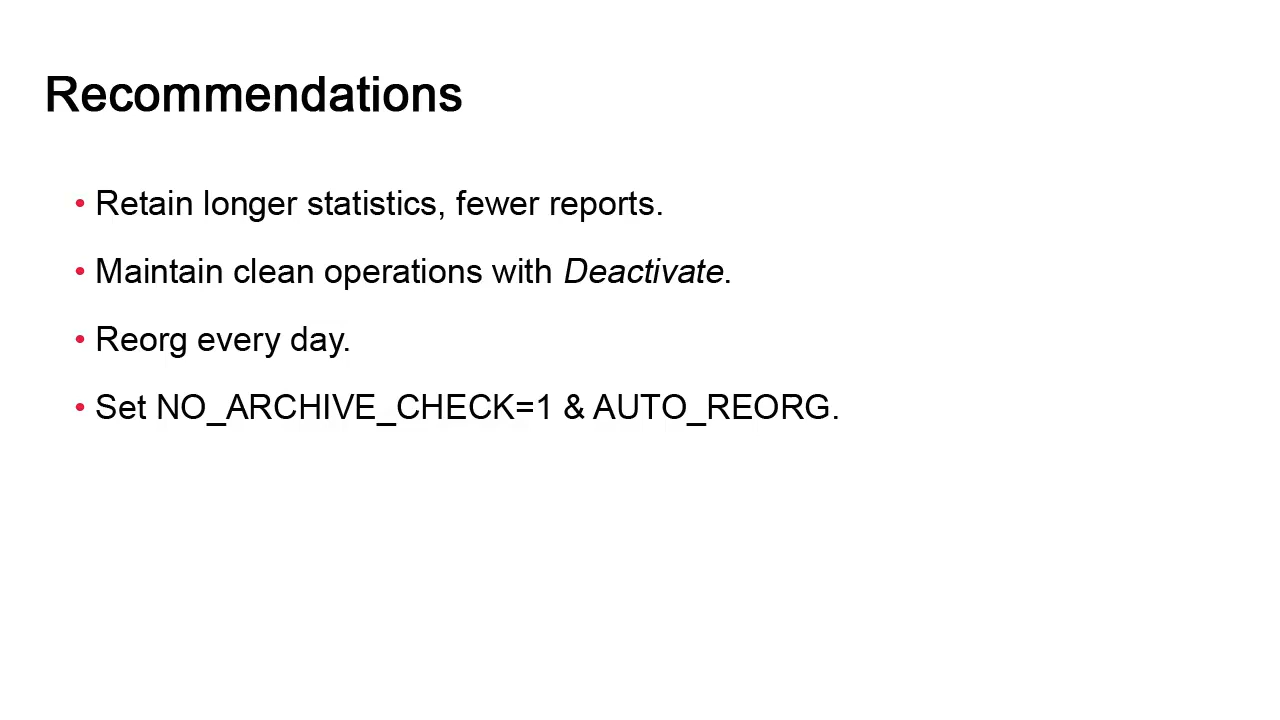 Recommendations
• Retain longer statistics, fewer reports.
• Maintain clean operations with Deactivate.
• Reorg every day.
• Set NO_ARCHIVE_CHECK=1 & AUTO_REORG.